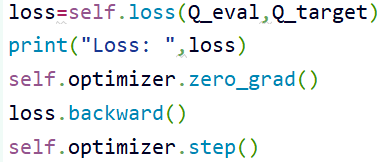 loss=self.loss(Q_eval,Q_target)
print("Loss: ",loss)
self.optimizer.zero_grad()
loss.backward()
self.optimizer.step()